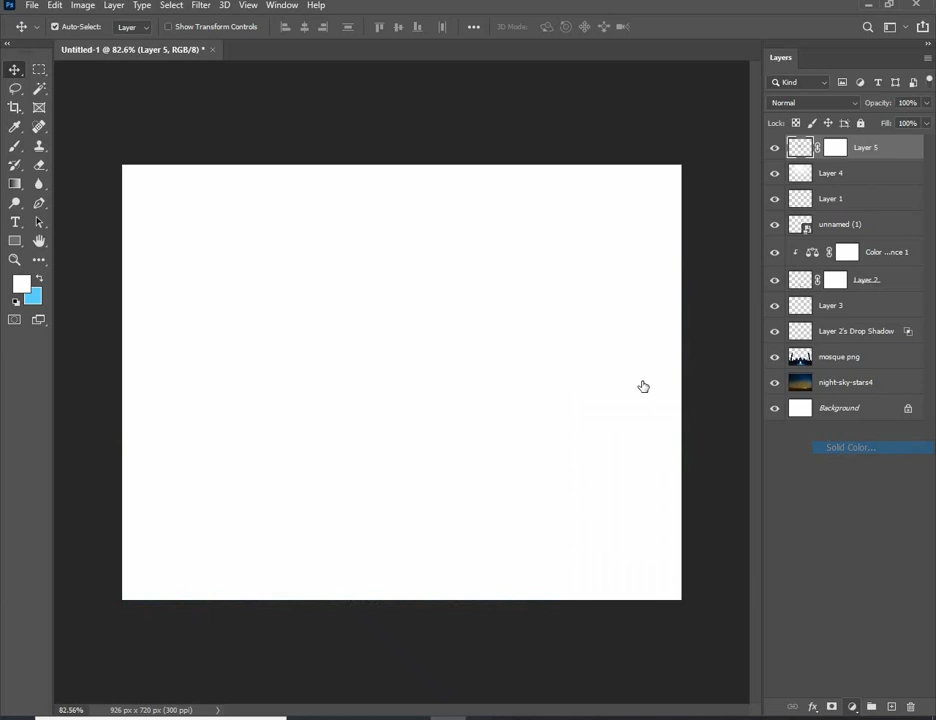 Ps File Edit Image Layer Type Select Filter 3D View Window Help
Auto-Select: Layer Show Transform Controls 3D Mode:
Untitled-1 @ 82.6% (Layer 5, RGB/8) *
Layers
Kind
Normal Opacity: 100%
Lock: Fill: 100%
Layer 5
Layer 4
Layer 1
unnamed (1)
Color ...nce 1
Layer 2
Layer 3
Layer 2's Drop Shadow
mosque png
night-sky-stars4
Background
Solid Color...
82.56% 926 px x 720 px (300 ppi)